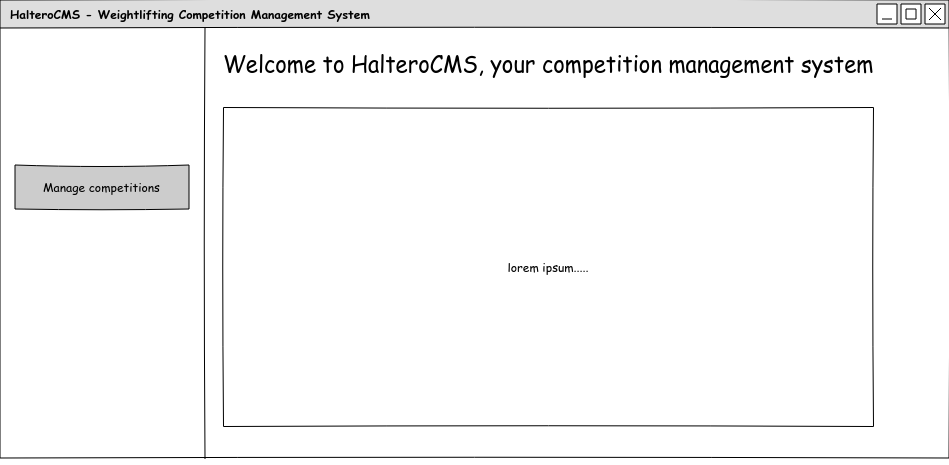 HalteroCMS - Weightlifting Competition Management System
Welcome to HalteroCMS, your competition management system
Manage competitions
lorem ipsum.....